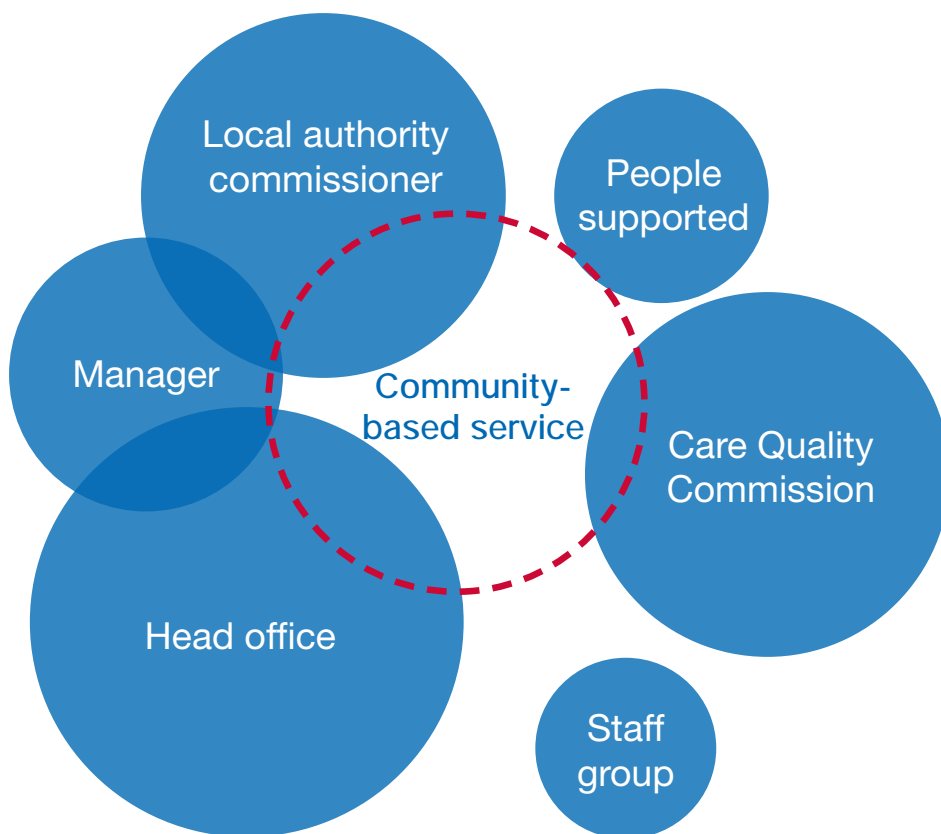 Local authority
commissioner
People
supported
Manager
Community-
based service
Care Quality
Commission
Head office
Staff
group